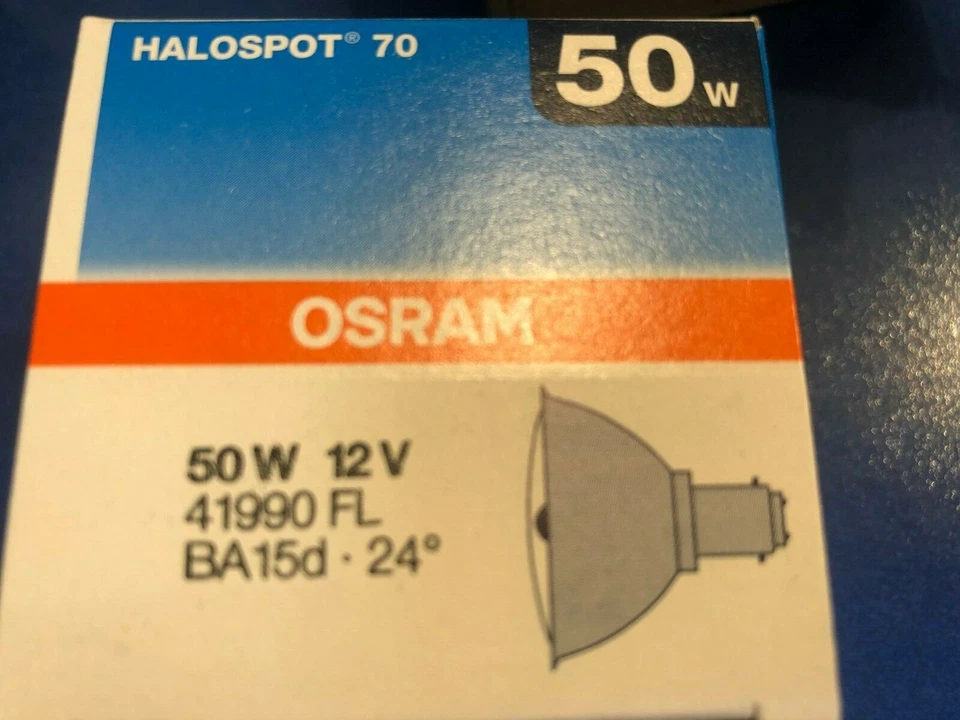 HALOSPOT® 70
50 W
OSRAM
50 W 12 V
41990 FL
BA15d · 24°